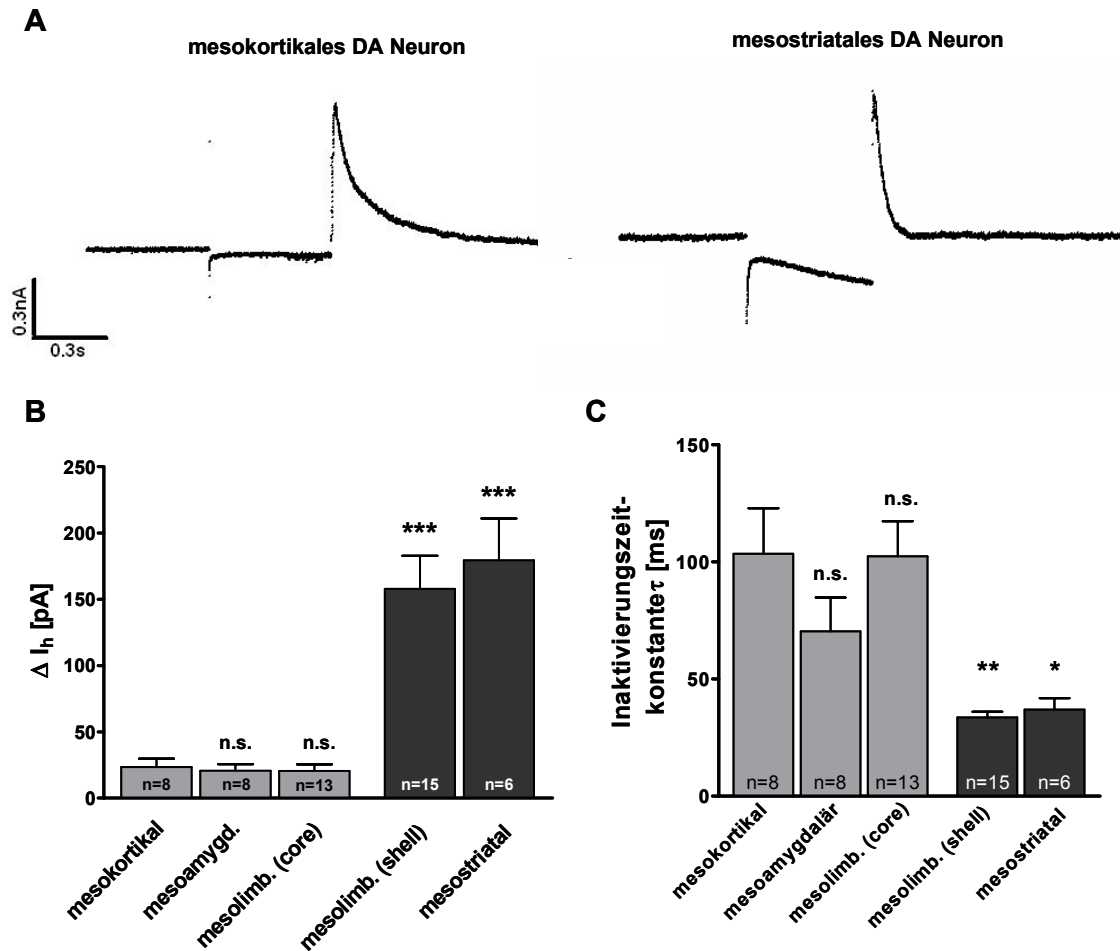 A
mesokortikales DA Neuron
mesostriatales DA Neuron
0.3nA
0.3s
B
250
200
150
100
50
0
Δ Ih [pA]
n.s.
n.s.
***
***
n=8
n=8
n=13
n=15
n=6
mesokortikal
mesoamygd.
mesolimb. (core)
mesolimb. (shell)
mesostriatal
C
150
100
50
0
Inaktivierungszeit-
konstante τ [ms]
n.s.
n.s.
**
*
n=8
n=8
n=13
n=15
n=6
mesokortikal
mesoamygdalär
mesolimb. (core)
mesolimb. (shell)
mesostriatal